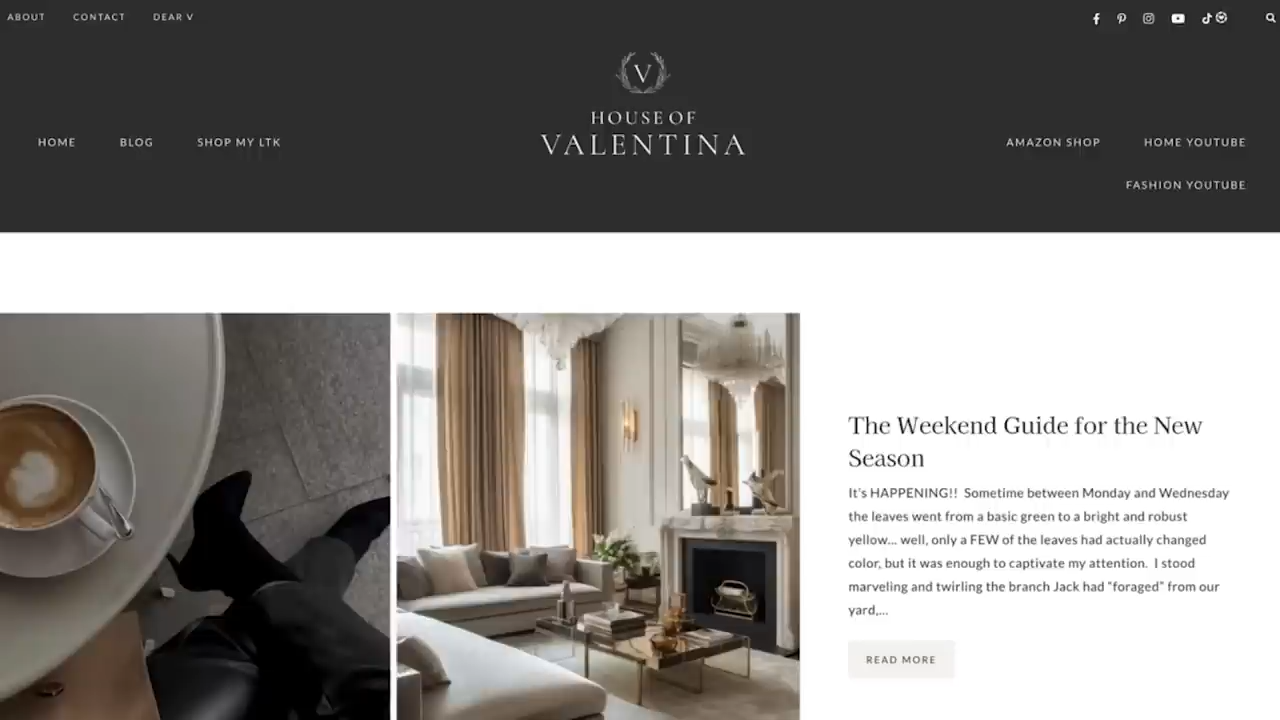 ABOUT CONTACT DEAR V
V
HOUSE OF
VALENTINA
HOME BLOG SHOP MY LTK
AMAZON SHOP HOME YOUTUBE
FASHION YOUTUBE
The Weekend Guide for the New
Season
It's HAPPENING!! Sometime between Monday and Wednesday
the leaves went from a basic green to a bright and robust
yellow... well, only a FEW of the leaves had actually changed
color, but it was enough to captivate my attention. I stood
marveling and twirling the branch Jack had "foraged" from our
yard,...
READ MORE